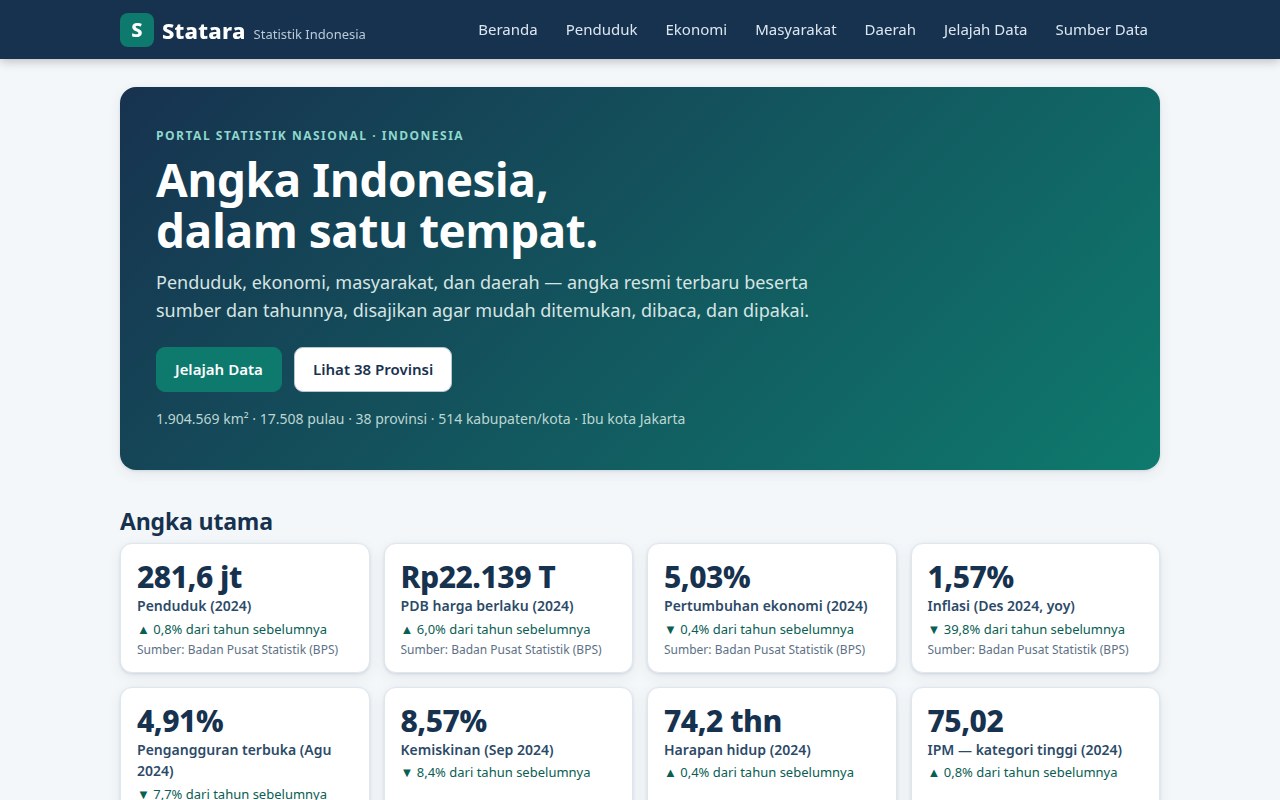 S Statara Statistik Indonesia Beranda Penduduk Ekonomi Masyarakat Daerah Jelajah Data Sumber Data
PORTAL STATISTIK NASIONAL · INDONESIA
Angka Indonesia,
dalam satu tempat.
Penduduk, ekonomi, masyarakat, dan daerah — angka resmi terbaru beserta
sumber dan tahunnya, disajikan agar mudah ditemukan, dibaca, dan dipakai.
Jelajah Data Lihat 38 Provinsi
1.904.569 km² · 17.508 pulau · 38 provinsi · 514 kabupaten/kota · Ibu kota Jakarta
Angka utama
281,6 jt
Penduduk (2024)
▲ 0,8% dari tahun sebelumnya
Sumber: Badan Pusat Statistik (BPS)
Rp22.139 T
PDB harga berlaku (2024)
▲ 6,0% dari tahun sebelumnya
Sumber: Badan Pusat Statistik (BPS)
5,03%
Pertumbuhan ekonomi (2024)
▼ 0,4% dari tahun sebelumnya
Sumber: Badan Pusat Statistik (BPS)
1,57%
Inflasi (Des 2024, yoy)
▼ 39,8% dari tahun sebelumnya
Sumber: Badan Pusat Statistik (BPS)
4,91%
Pengangguran terbuka (Agu
2024)
▼ 7,7% dari tahun sebelumnya
8,57%
Kemiskinan (Sep 2024)
▼ 8,4% dari tahun sebelumnya
74,2 thn
Harapan hidup (2024)
▲ 0,4% dari tahun sebelumnya
75,02
IPM — kategori tinggi (2024)
▲ 0,8% dari tahun sebelumnya